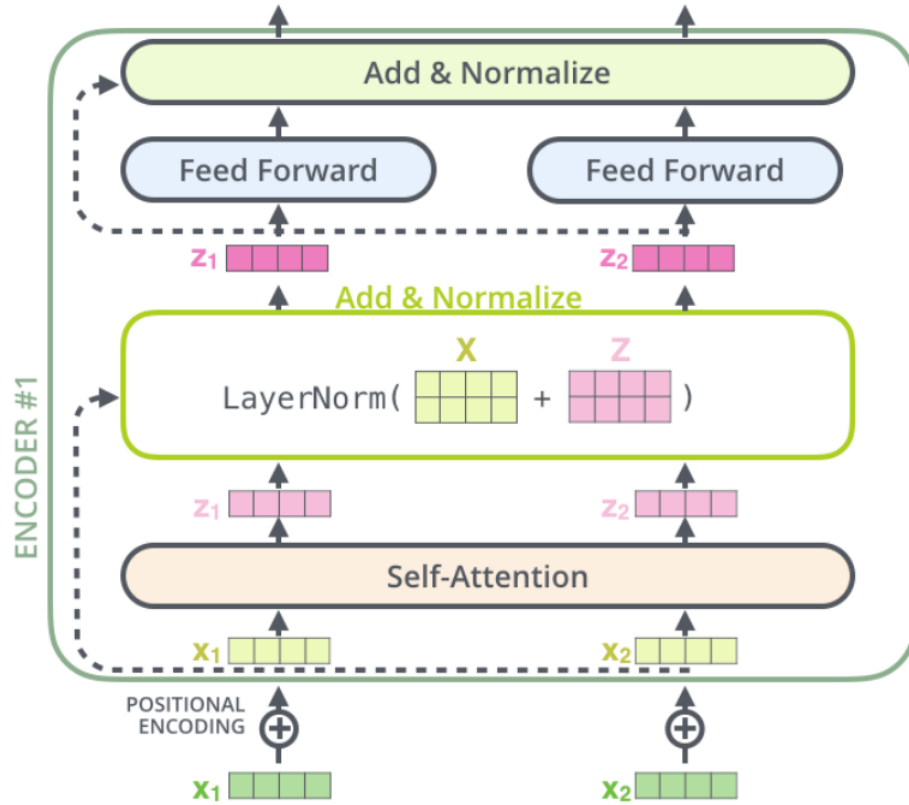 Add & Normalize
Feed Forward
Feed Forward
z1
z2
Add & Normalize
X
Z
LayerNorm( + )
ENCODER #1
z1
z2
Self-Attention
x1
x2
POSITIONAL
ENCODING
x1
x2